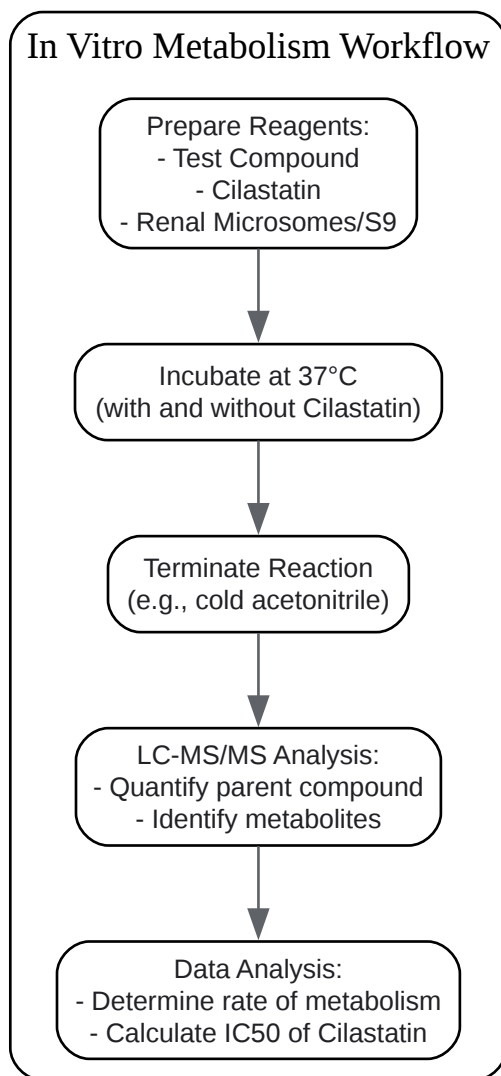 In Vitro Metabolism Workflow
Prepare Reagents:
- Test Compound
- Cilastatin
- Renal Microsomes/S9
Incubate at 37°C
(with and without Cilastatin)
Terminate Reaction
(e.g., cold acetonitrile)
LC-MS/MS Analysis:
- Quantify parent compound
- Identify metabolites
Data Analysis:
- Determine rate of metabolism
- Calculate IC50 of Cilastatin